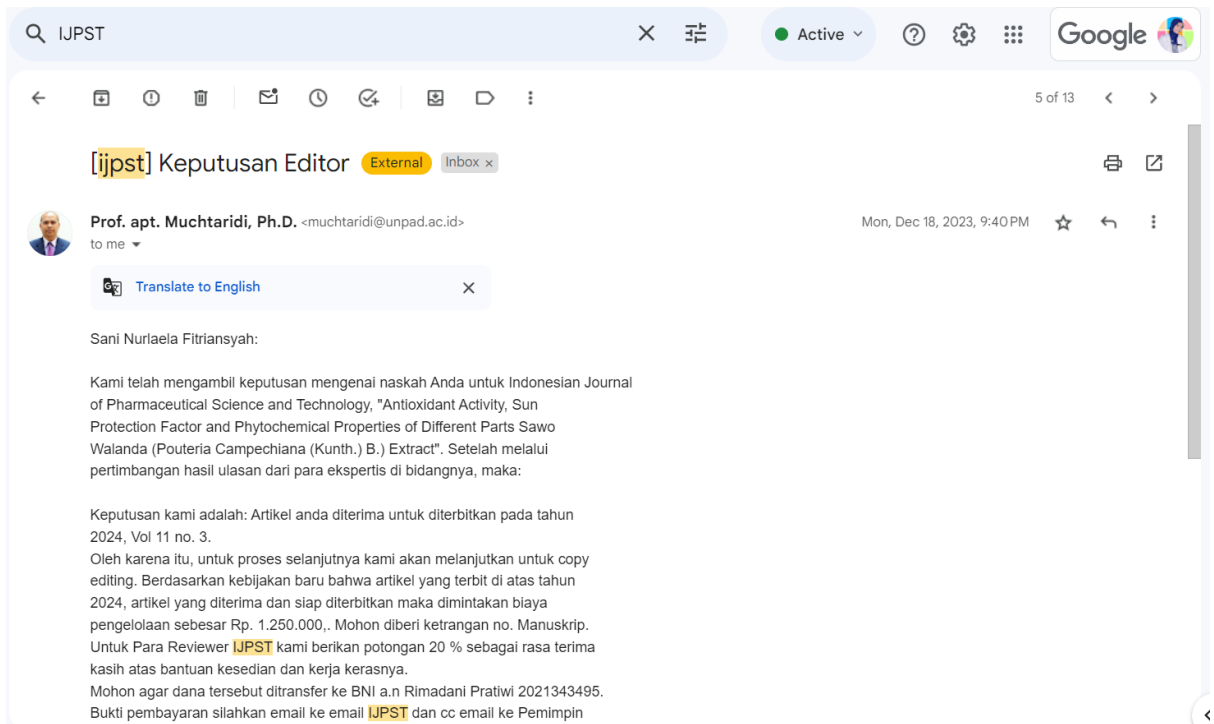 IJPST
Active
Google
5 of 13
[ijpst] Keputusan Editor External Inbox x
Prof. apt. Muchtaridi, Ph.D. <muchtaridi@unpad.ac.id>
Mon, Dec 18, 2023, 9:40 PM
to me
Translate to English
Sani Nurlaela Fitriansyah:
Kami telah mengambil keputusan mengenai naskah Anda untuk Indonesian Journal
of Pharmaceutical Science and Technology, "Antioxidant Activity, Sun
Protection Factor and Phytochemical Properties of Different Parts Sawo
Walanda (Pouteria Campechiana (Kunth.) B.) Extract". Setelah melalui
pertimbangan hasil ulasan dari para ekspertis di bidangnya, maka:
Keputusan kami adalah: Artikel anda diterima untuk diterbitkan pada tahun
2024, Vol 11 no. 3.
Oleh karena itu, untuk proses selanjutnya kami akan melanjutkan untuk copy
editing. Berdasarkan kebijakan baru bahwa artikel yang terbit di atas tahun
2024, artikel yang diterima dan siap diterbitkan maka dimintakan biaya
pengelolaan sebesar Rp. 1.250.000,. Mohon diberi ketrangan no. Manuskrip.
Untuk Para Reviewer IJPST kami berikan potongan 20 % sebagai rasa terima
kasih atas bantuan kesedian dan kerja kerasnya.
Mohon agar dana tersebut ditransfer ke BNI a.n Rimadani Pratiwi 2021343495.
Bukti pembayaran silahkan email ke email IJPST dan cc email ke Pemimpin